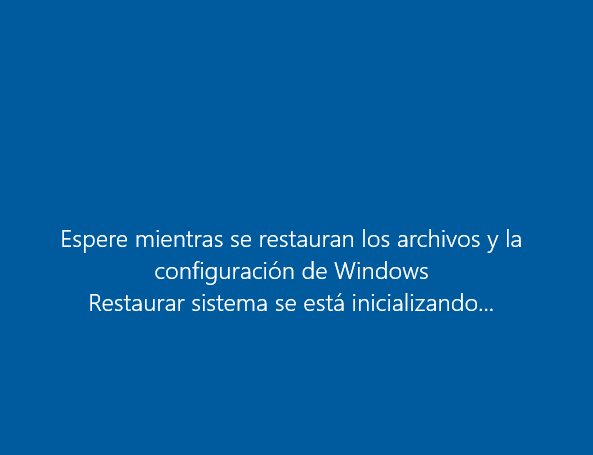 Espere mientras se restauran los archivos y la
configuración de Windows
Restaurar sistema se está inicializando...